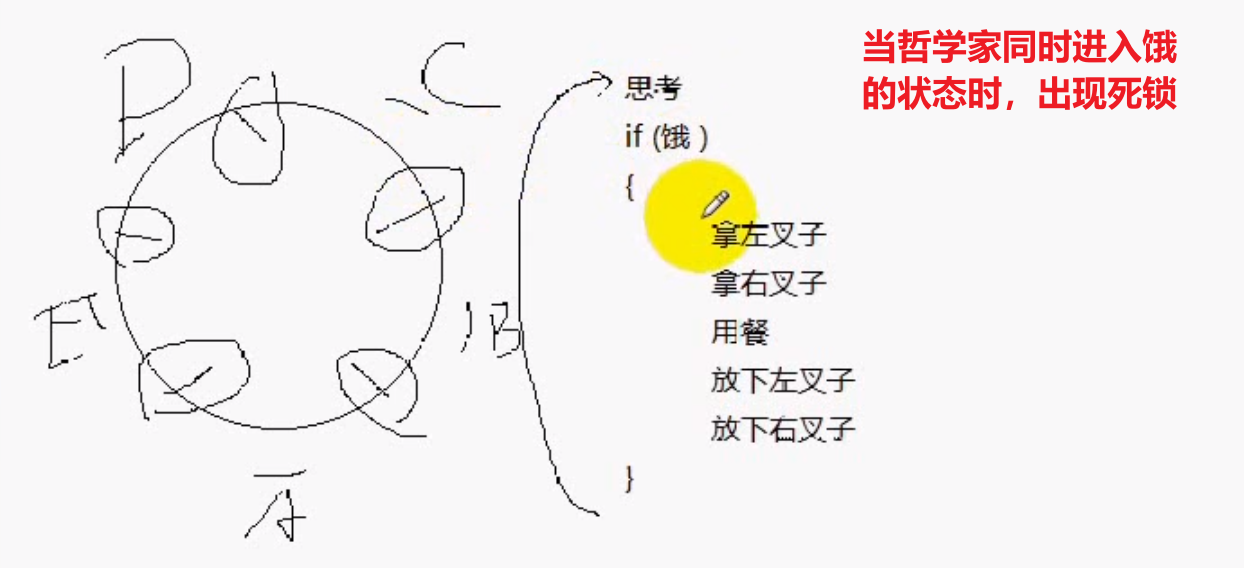 当哲学家同时进入饿
的状态时，出现死锁
思考
if (饿 )
{
拿左叉子
拿右叉子
用餐
放下左叉子
放下右叉子
}
D
C
E
B
A